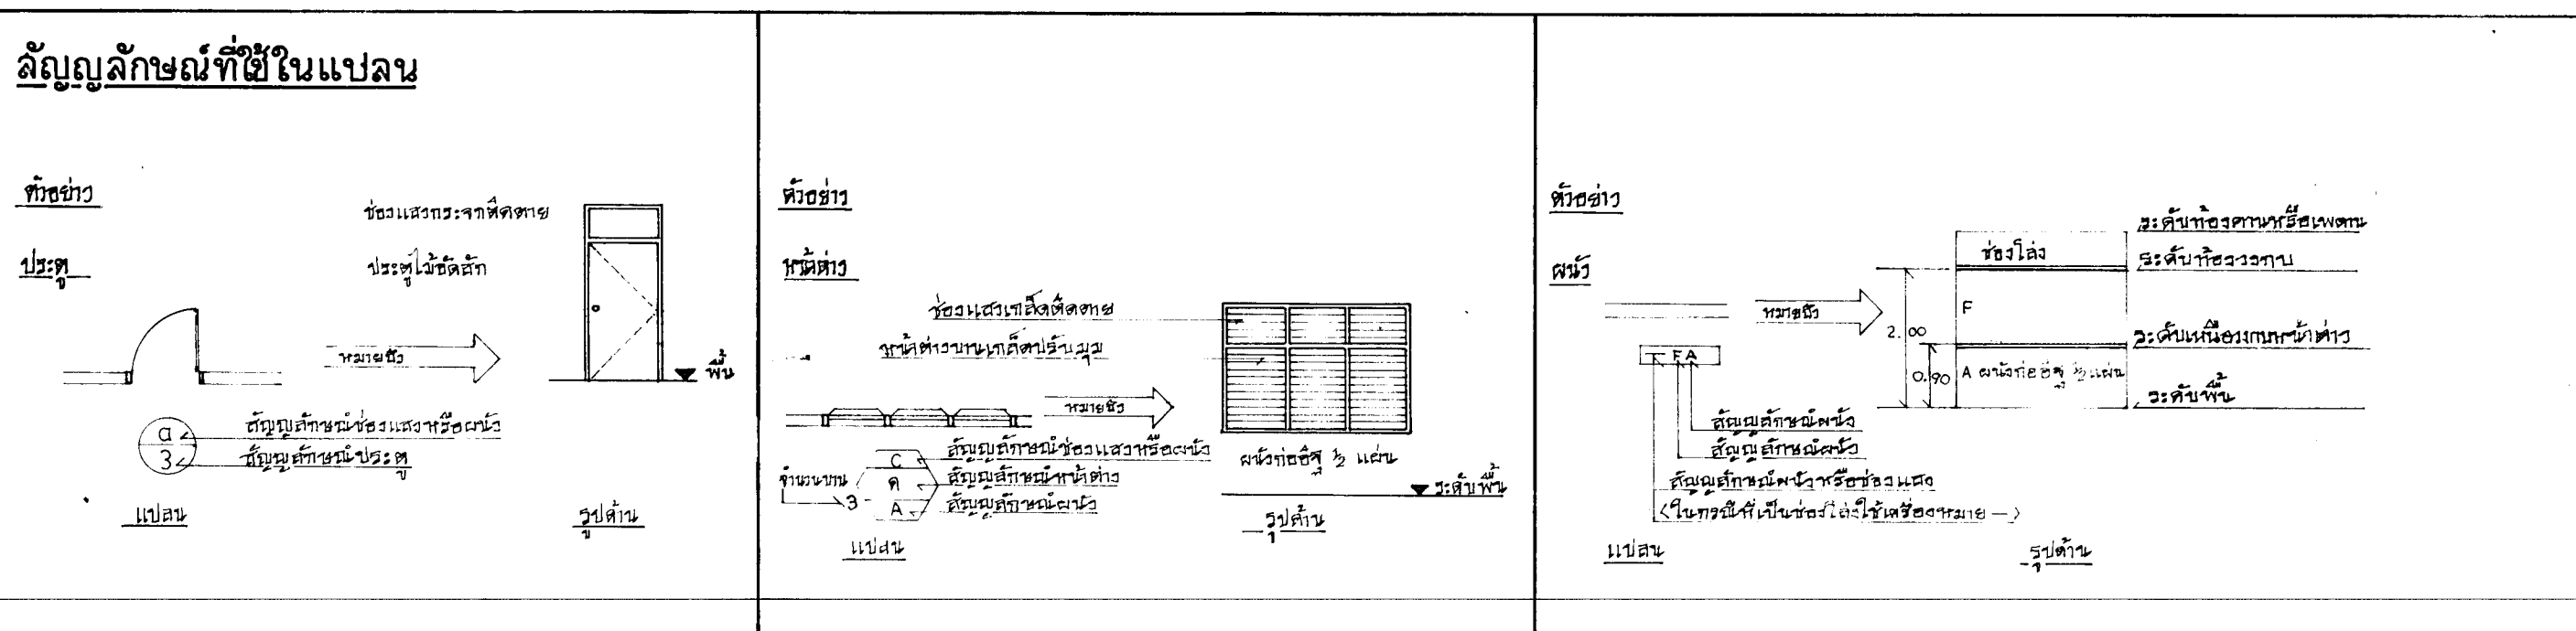 สัญญลักษณ์ที่ใช้ในแปลน
ตัวอย่าง
ประตู
ช่องแสงกระจกติดตาย
ประตูไม้อัดสัก
หมายถึง
พื้น
a
3
สัญญลักษณ์ช่องแสงหรือผนัง
สัญญลักษณ์ประตู
แปลน
รูปด้าน
ตัวอย่าง
หน้าต่าง
ช่องแสงเกล็ดติดตาย
หน้าต่างบานเกล็ดปรับมุม
หมายถึง
จำนวนบาน
3
C
ด
A
สัญญลักษณ์ช่องแสงหรือผนัง
สัญญลักษณ์หน้าต่าง
สัญญลักษณ์ผนัง
ผนังก่ออิฐ ½ แผ่น
ระดับพื้น
แปลน
รูปด้าน
ตัวอย่าง
ผนัง
หมายถึง
— F A
สัญญลักษณ์ผนัง
สัญญลักษณ์ผนัง
สัญญลักษณ์ผนังหรือช่องแสง
<ในกรณีที่เป็นช่องโล่งใช้เครื่องหมาย —>
แปลน
ช่องโล่ง
F
2.00
0.90
A ผนังก่ออิฐ ½ แผ่น
ระดับท้องคานหรือเพดาน
ระดับท้องวงกบ
ระดับเหนือวงกบหน้าต่าง
ระดับพื้น
รูปด้าน